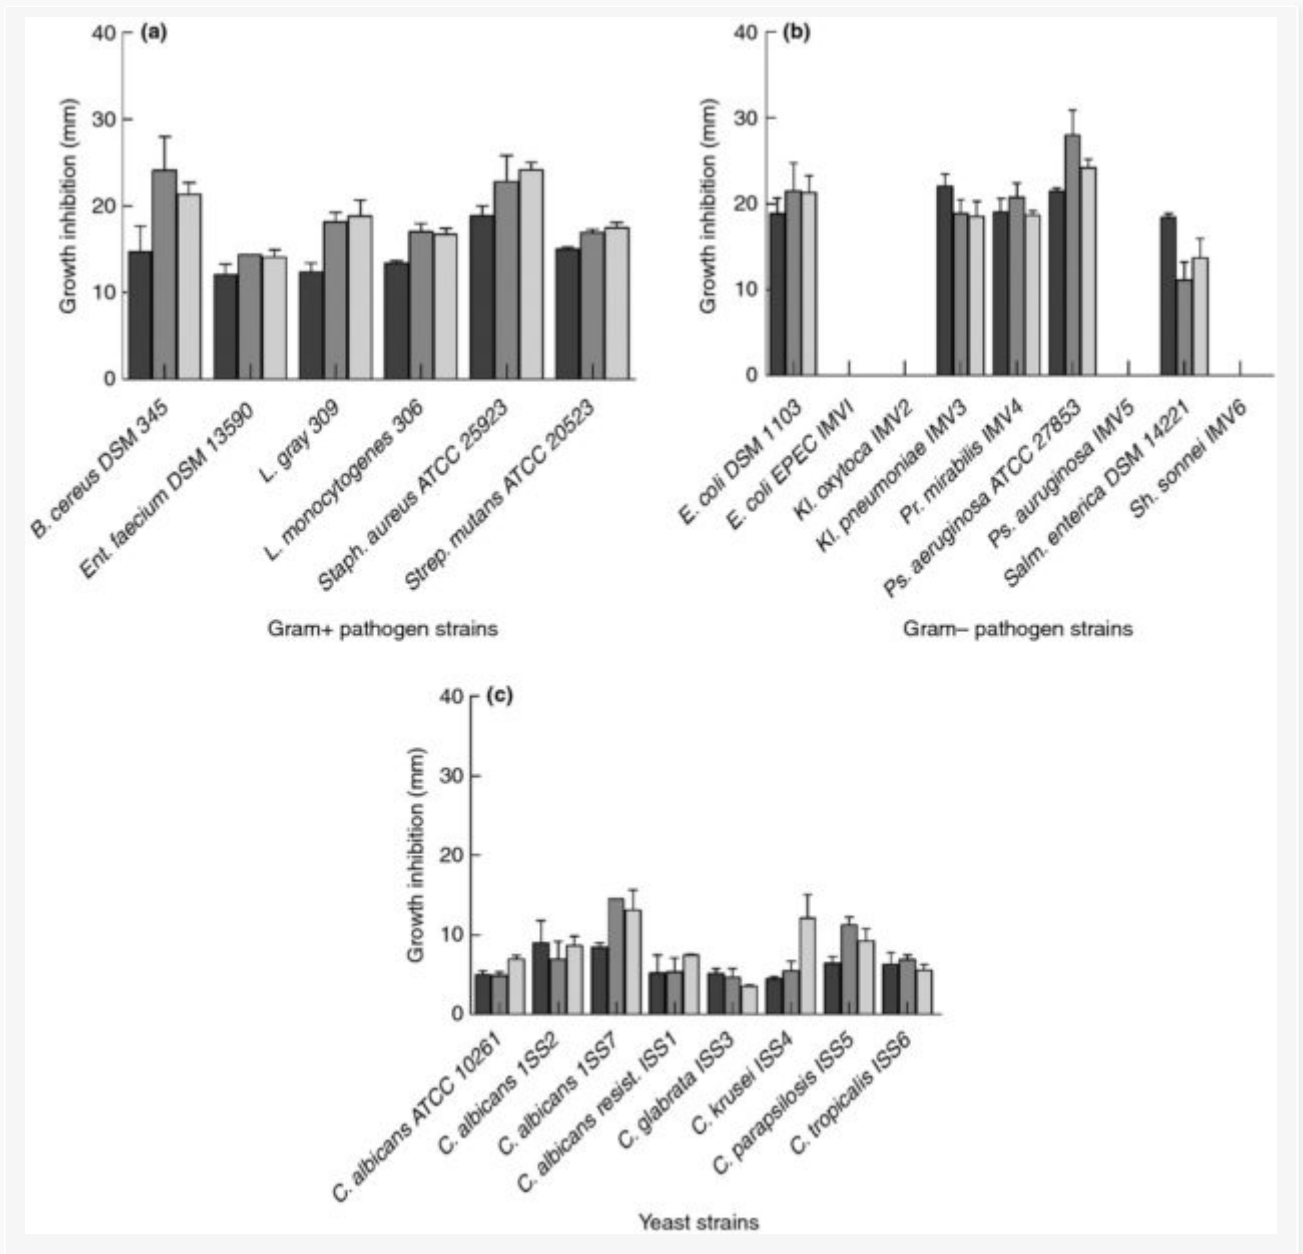 (a)
40
30
20
10
0
Growth inhibition (mm)
B. cereus DSM 345
Ent. faecium DSM 13590
L. gray 309
L. monocytogenes 306
Staph. aureus ATCC 25923
Strep. mutans ATCC 20523
Gram+ pathogen strains
(b)
40
30
20
10
0
Growth inhibition (mm)
E. coli DSM 1103
E. coli EPEC IMVI
Kl. oxytoca IMV2
Kl. pneumoniae IMV3
Pr. mirabilis IMV4
Ps. aeruginosa ATCC 27853
Ps. auruginosa IMV5
Salm. enterica DSM 14221
Sh. sonnei IMV6
Gram– pathogen strains
(c)
40
30
20
10
0
Growth inhibition (mm)
C. albicans ATCC 10261
C. albicans 1SS2
C. albicans 1SS7
C. albicans resist. ISS1
C. glabrata ISS3
C. krusei ISS4
C. parapsilosis ISS5
C. tropicalis ISS6
Yeast strains